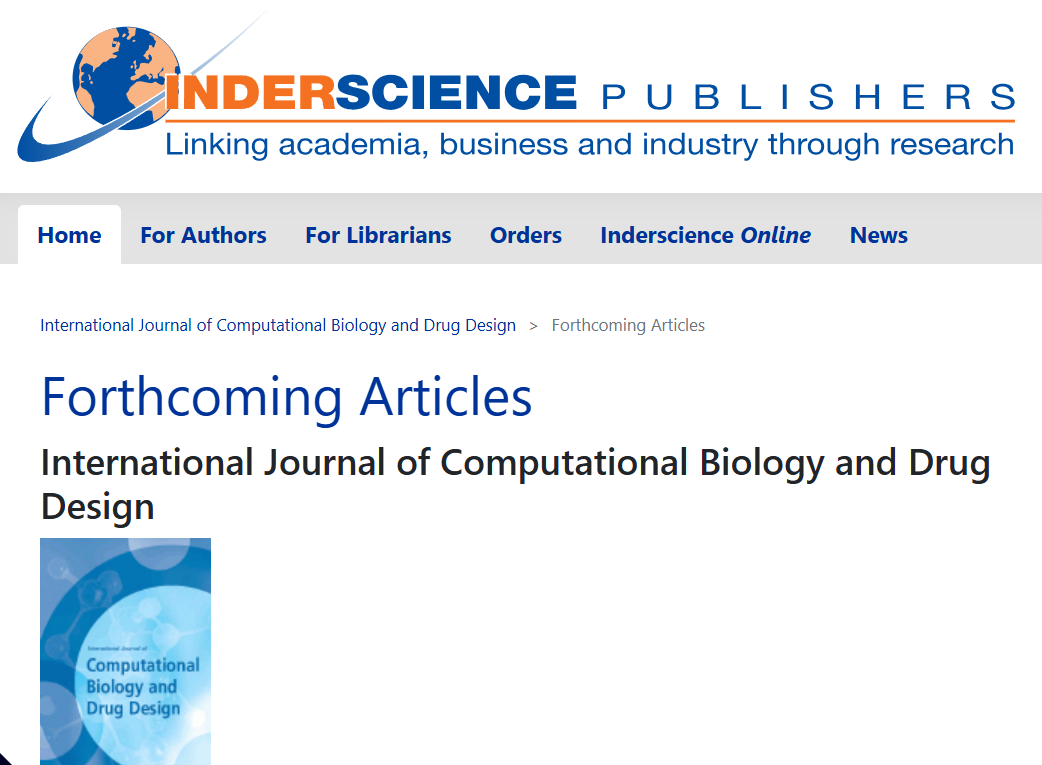 INDERSCIENCE PUBLISHERS
Linking academia, business and industry through research
Home For Authors For Librarians Orders Inderscience Online News
International Journal of Computational Biology and Drug Design > Forthcoming Articles
Forthcoming Articles
International Journal of Computational Biology and Drug
Design
International Journal of
Computational
Biology and
Drug Design